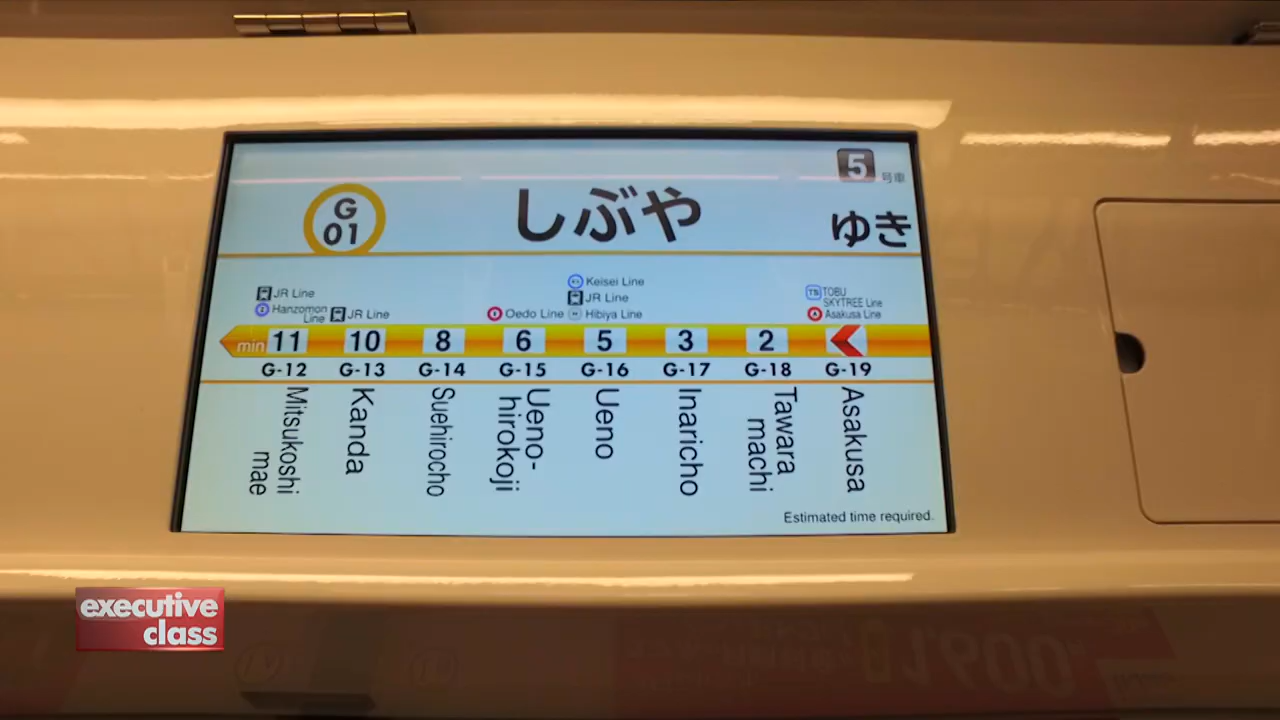 5 号車
G
01
しぶや
ゆき
JR Line
Hanzomon
Line
JR Line
Oedo Line
Keisei Line
JR Line
Hibiya Line
TS TOBU
SKYTREE Line
Asakusa Line
min 11 10 8 6 5 3 2
G-12 G-13 G-14 G-15 G-16 G-17 G-18 G-19
Mitsukoshi
mae
Kanda
Suehirocho
Ueno-
hirokoji
Ueno
Inaricho
Tawara
machi
Asakusa
Estimated time required.
executive
class